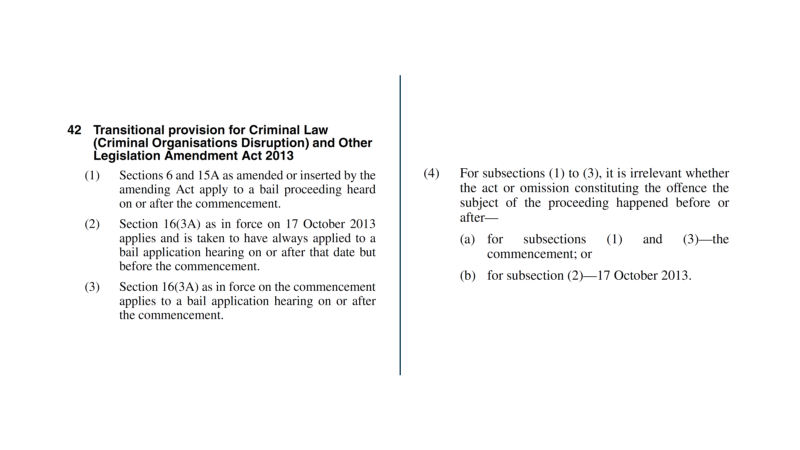 42 Transitional provision for Criminal Law
(Criminal Organisations Disruption) and Other
Legislation Amendment Act 2013
(1) Sections 6 and 15A as amended or inserted by the
amending Act apply to a bail proceeding heard
on or after the commencement.
(2) Section 16(3A) as in force on 17 October 2013
applies and is taken to have always applied to a
bail application hearing on or after that date but
before the commencement.
(3) Section 16(3A) as in force on the commencement
applies to a bail application hearing on or after
the commencement.
(4) For subsections (1) to (3), it is irrelevant whether
the act or omission constituting the offence the
subject of the proceeding happened before or
after—
(a) for subsections (1) and (3)—the
commencement; or
(b) for subsection (2)—17 October 2013.